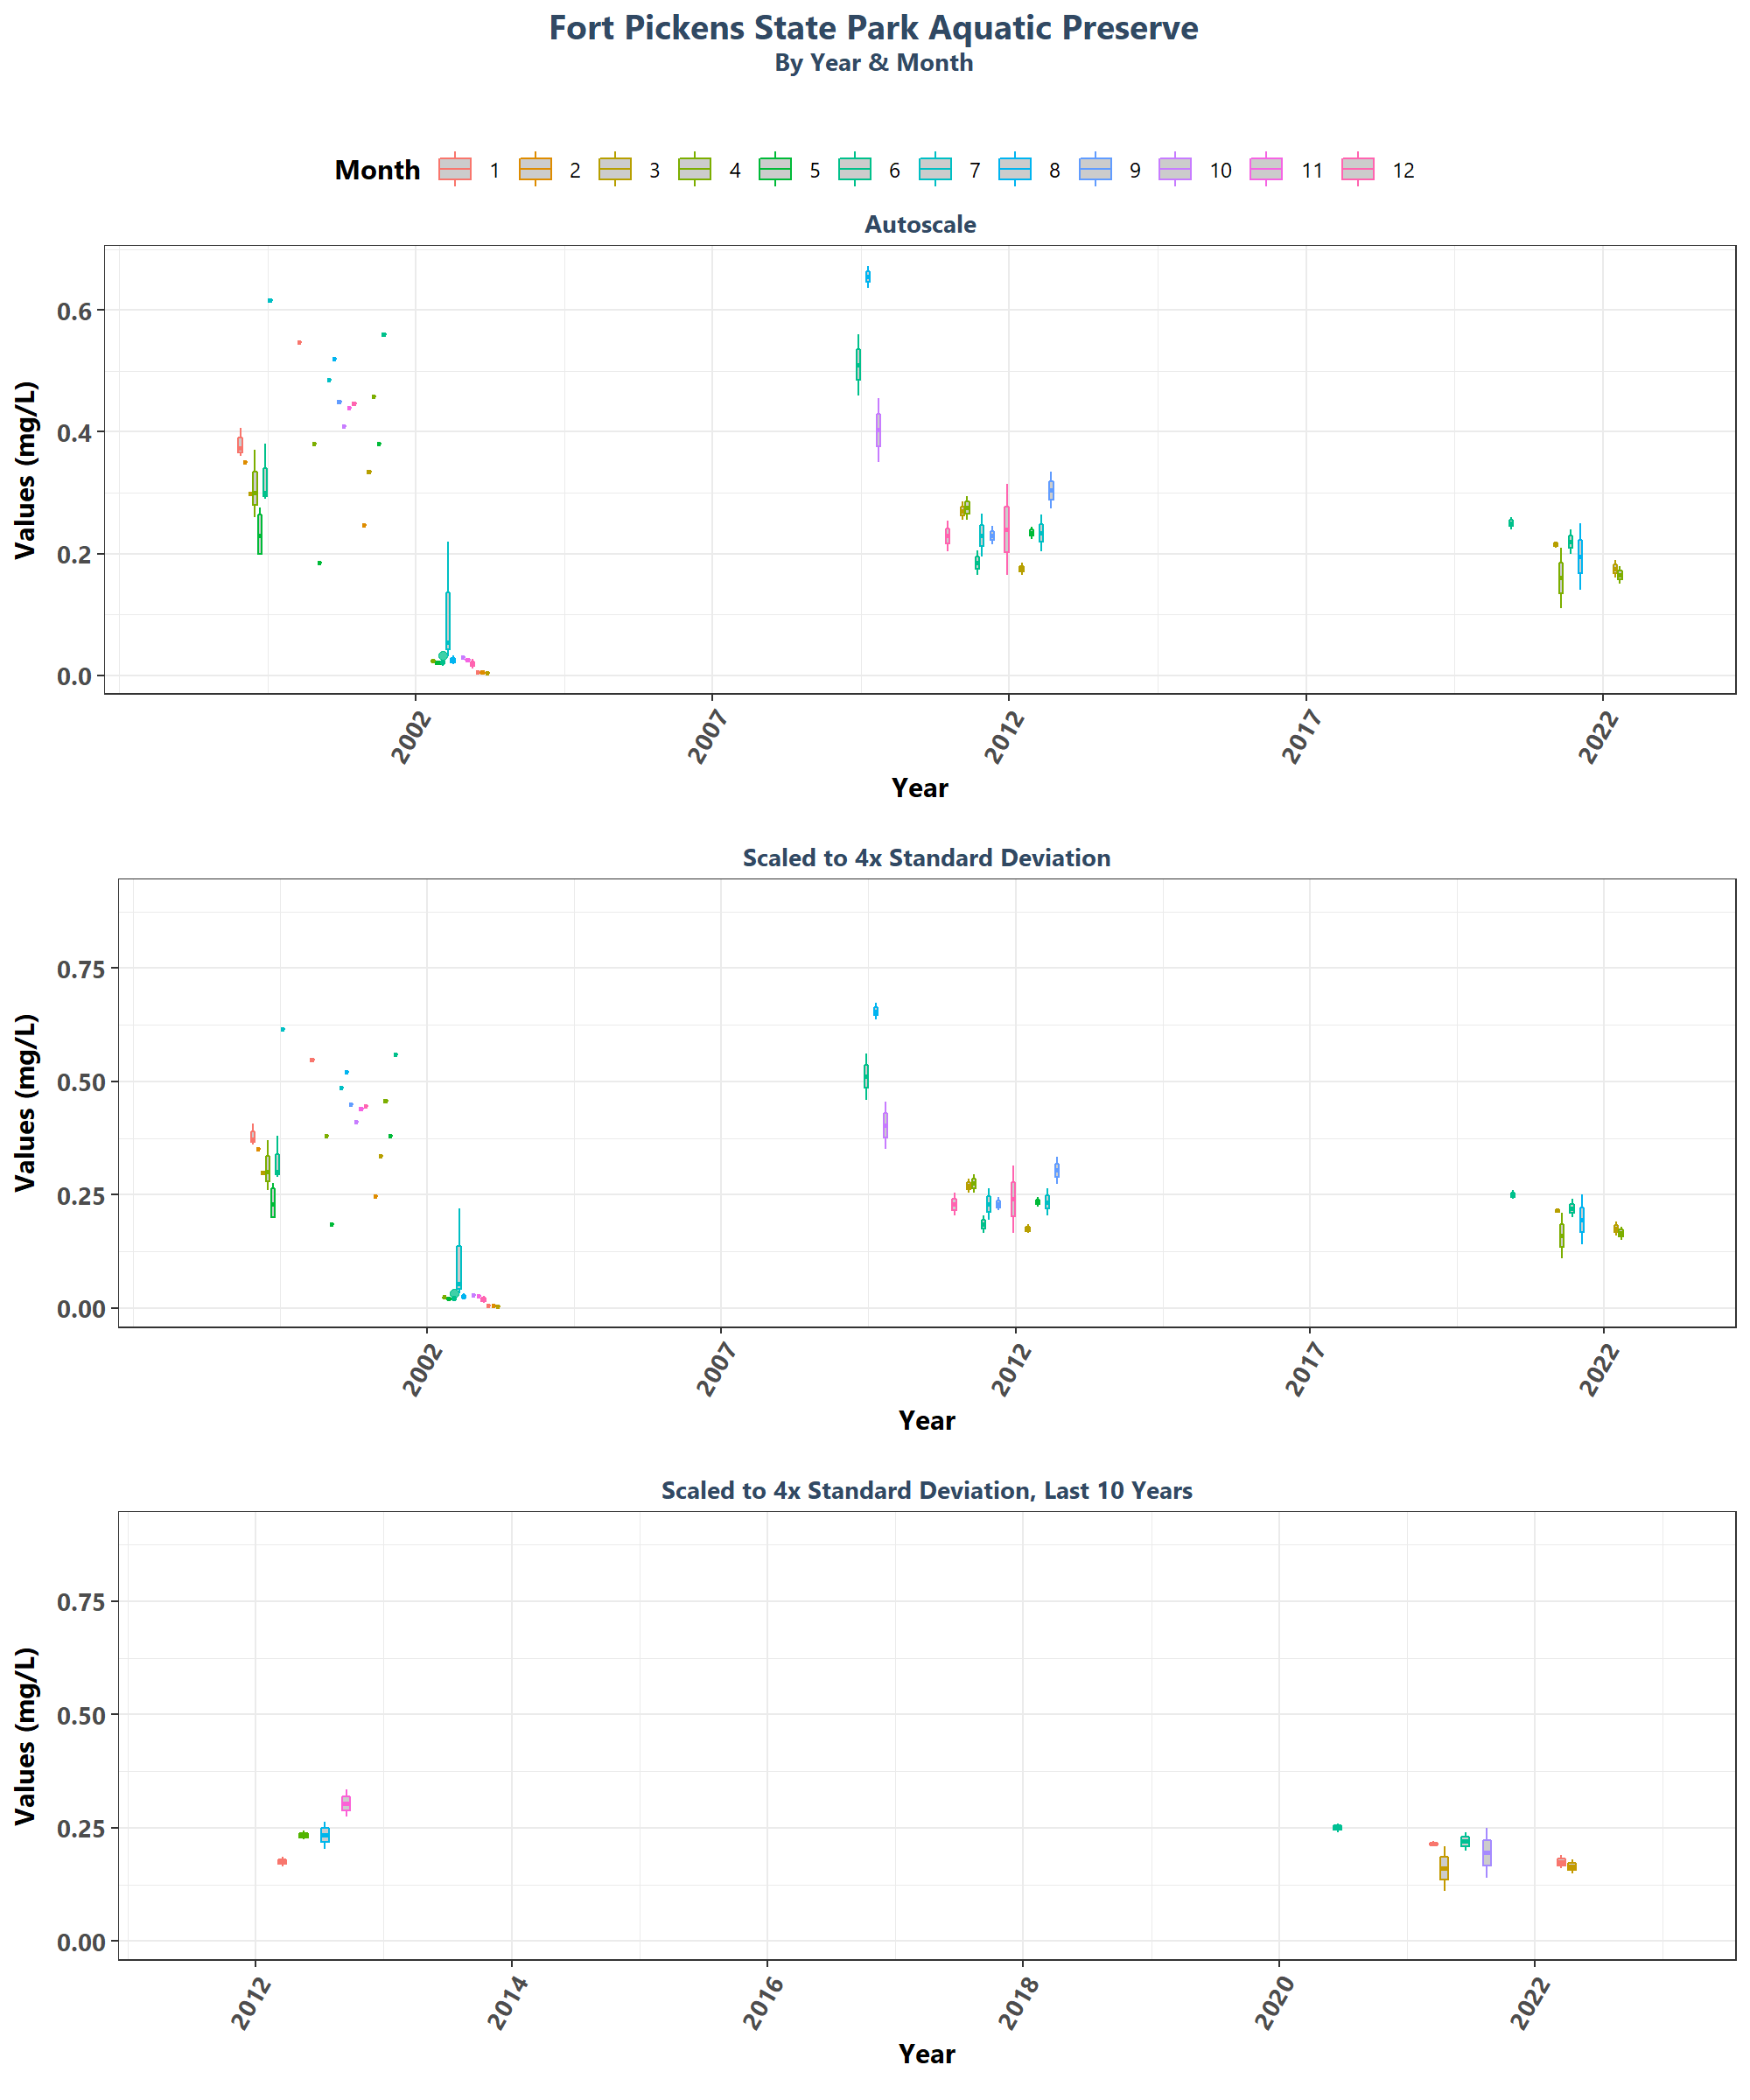 Fort Pickens State Park Aquatic Preserve
By Year & Month
Month 1 2 3 4 5 6 7 8 9 10 11 12
Autoscale
Values (mg/L)
0.6
0.4
0.2
0.0
2002 2007 2012 2017 2022
Year
Scaled to 4x Standard Deviation
Values (mg/L)
0.75
0.50
0.25
0.00
2002 2007 2012 2017 2022
Year
Scaled to 4x Standard Deviation, Last 10 Years
Values (mg/L)
0.75
0.50
0.25
0.00
2012 2014 2016 2018 2020 2022
Year